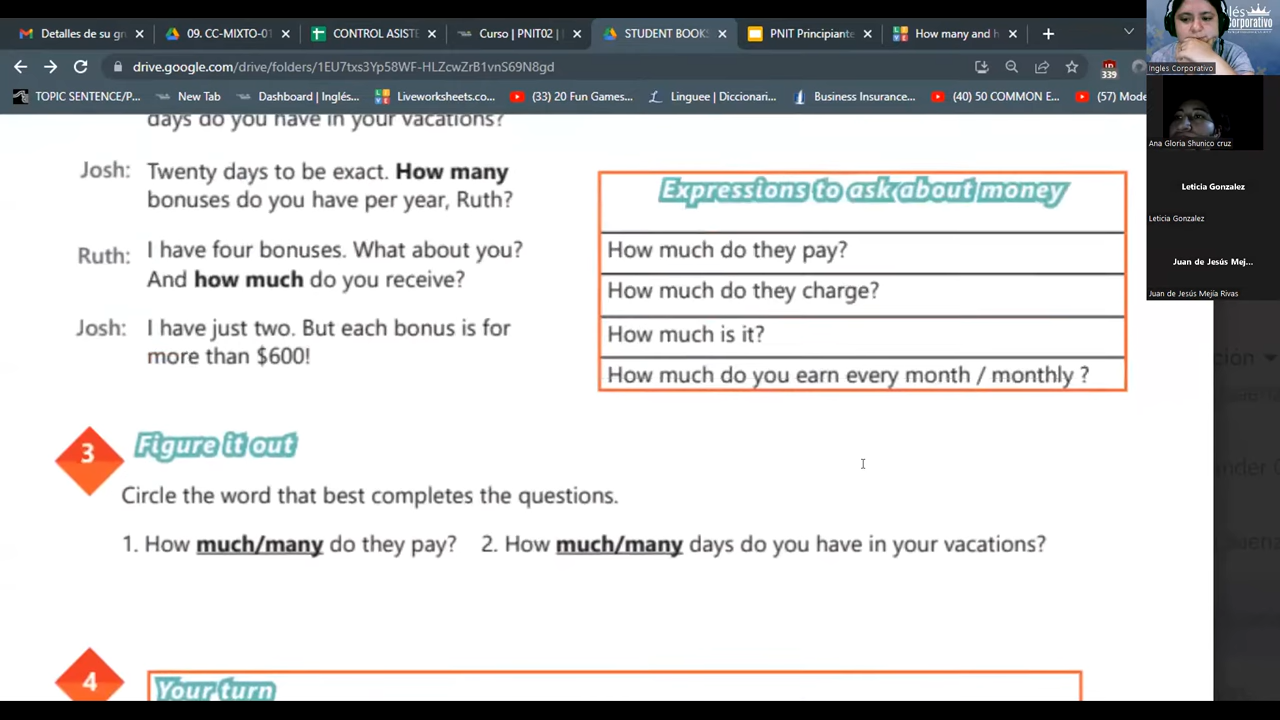 Detalles de su gr
09. CC-MIXTO-01
CONTROL ASISTE
Curso | PNIT02 |
STUDENT BOOKS
PNIT Principiante
How many and h
drive.google.com/drive/folders/1EU7txs3Yp58WF-HLZcwZrB1vnS69N8gd
339
TOPIC SENTENCE/P...
New Tab
Dashboard | Inglés...
Liveworksheets.co...
(33) 20 Fun Games...
Linguee | Diccionari...
Business Insurance...
(40) 50 COMMON E...
(57) Mode
days do you have in your vacations?
Josh: Twenty days to be exact. How many
bonuses do you have per year, Ruth?
Ruth: I have four bonuses. What about you?
And how much do you receive?
Josh: I have just two. But each bonus is for
more than $600!
Expressions to ask about money
How much do they pay?
How much do they charge?
How much is it?
How much do you earn every month / monthly ?
3 Figure it out
Circle the word that best completes the questions.
1. How much/many do they pay? 2. How much/many days do you have in your vacations?
4 Your turn
lés
Corporativo
Ingles Corporativo
Ana Gloria Shunico cruz
Leticia Gonzalez
Leticia Gonzalez
Juan de Jesús Mej...
Juan de Jesús Mejía Rivas
ción